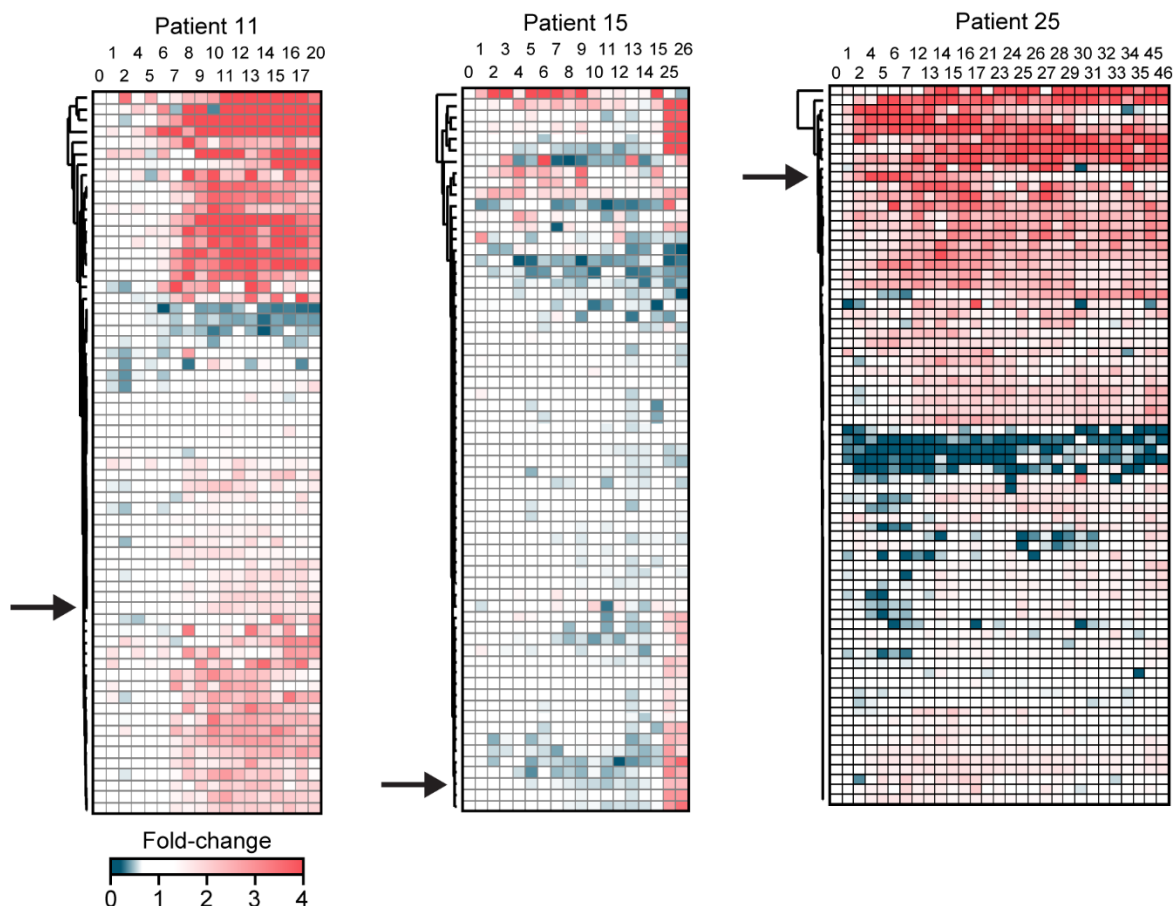 Patient 11
1 4 6 8 10 12 14 16 20
0 2 5 7 9 11 13 15 17
Patient 15
1 3 5 7 9 11 13 15 26
0 2 4 6 8 10 12 14 25
Patient 25
1 4 6 12 14 16 21 24 26 28 30 32 34 45
0 2 5 7 13 15 17 23 25 27 29 31 33 35 46
Fold-change
0 1 2 3 4